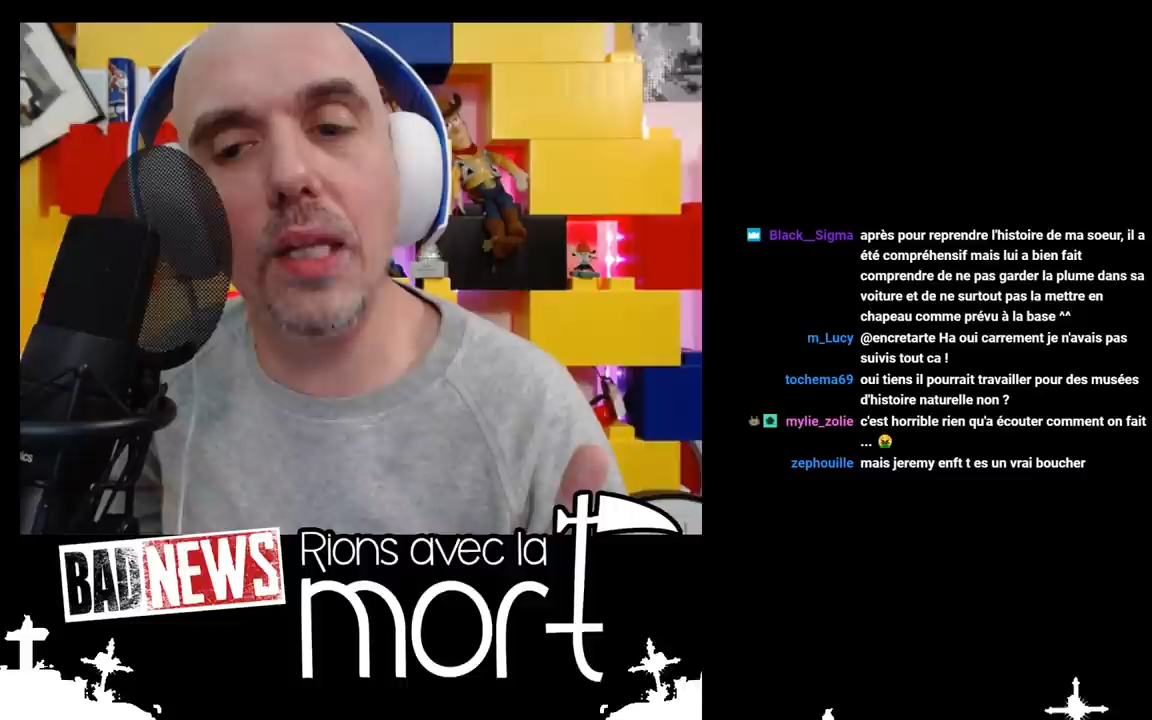 Black__Sigma après pour reprendre l'histoire de ma soeur, il a
été compréhensif mais lui a bien fait
comprendre de ne pas garder la plume dans sa
voiture et de ne surtout pas la mettre en
chapeau comme prévu à la base ^^
m_Lucy @encretarte Ha oui carrement je n'avais pas
suivis tout ca !
tochema69 oui tiens il pourrait travailler pour des musées
d'histoire naturelle non ?
mylie_zolie c'est horrible rien qu'a écouter comment on fait
...
zephouille mais jeremy enft t es un vrai boucher
BAD NEWS
Rions avec la
mort